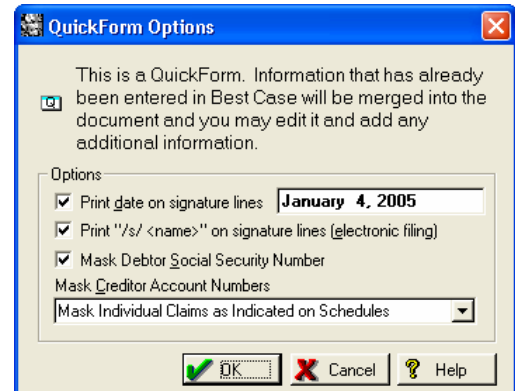 QuickForm Options
This is a QuickForm. Information that has already
been entered in Best Case will be merged into the
document and you may edit it and add any
additional information.
Options
Print date on signature lines January 4, 2005
Print "/s/ <name>" on signature lines (electronic filing)
Mask Debtor Social Security Number
Mask Creditor Account Numbers
Mask Individual Claims as Indicated on Schedules
OK Cancel ? Help